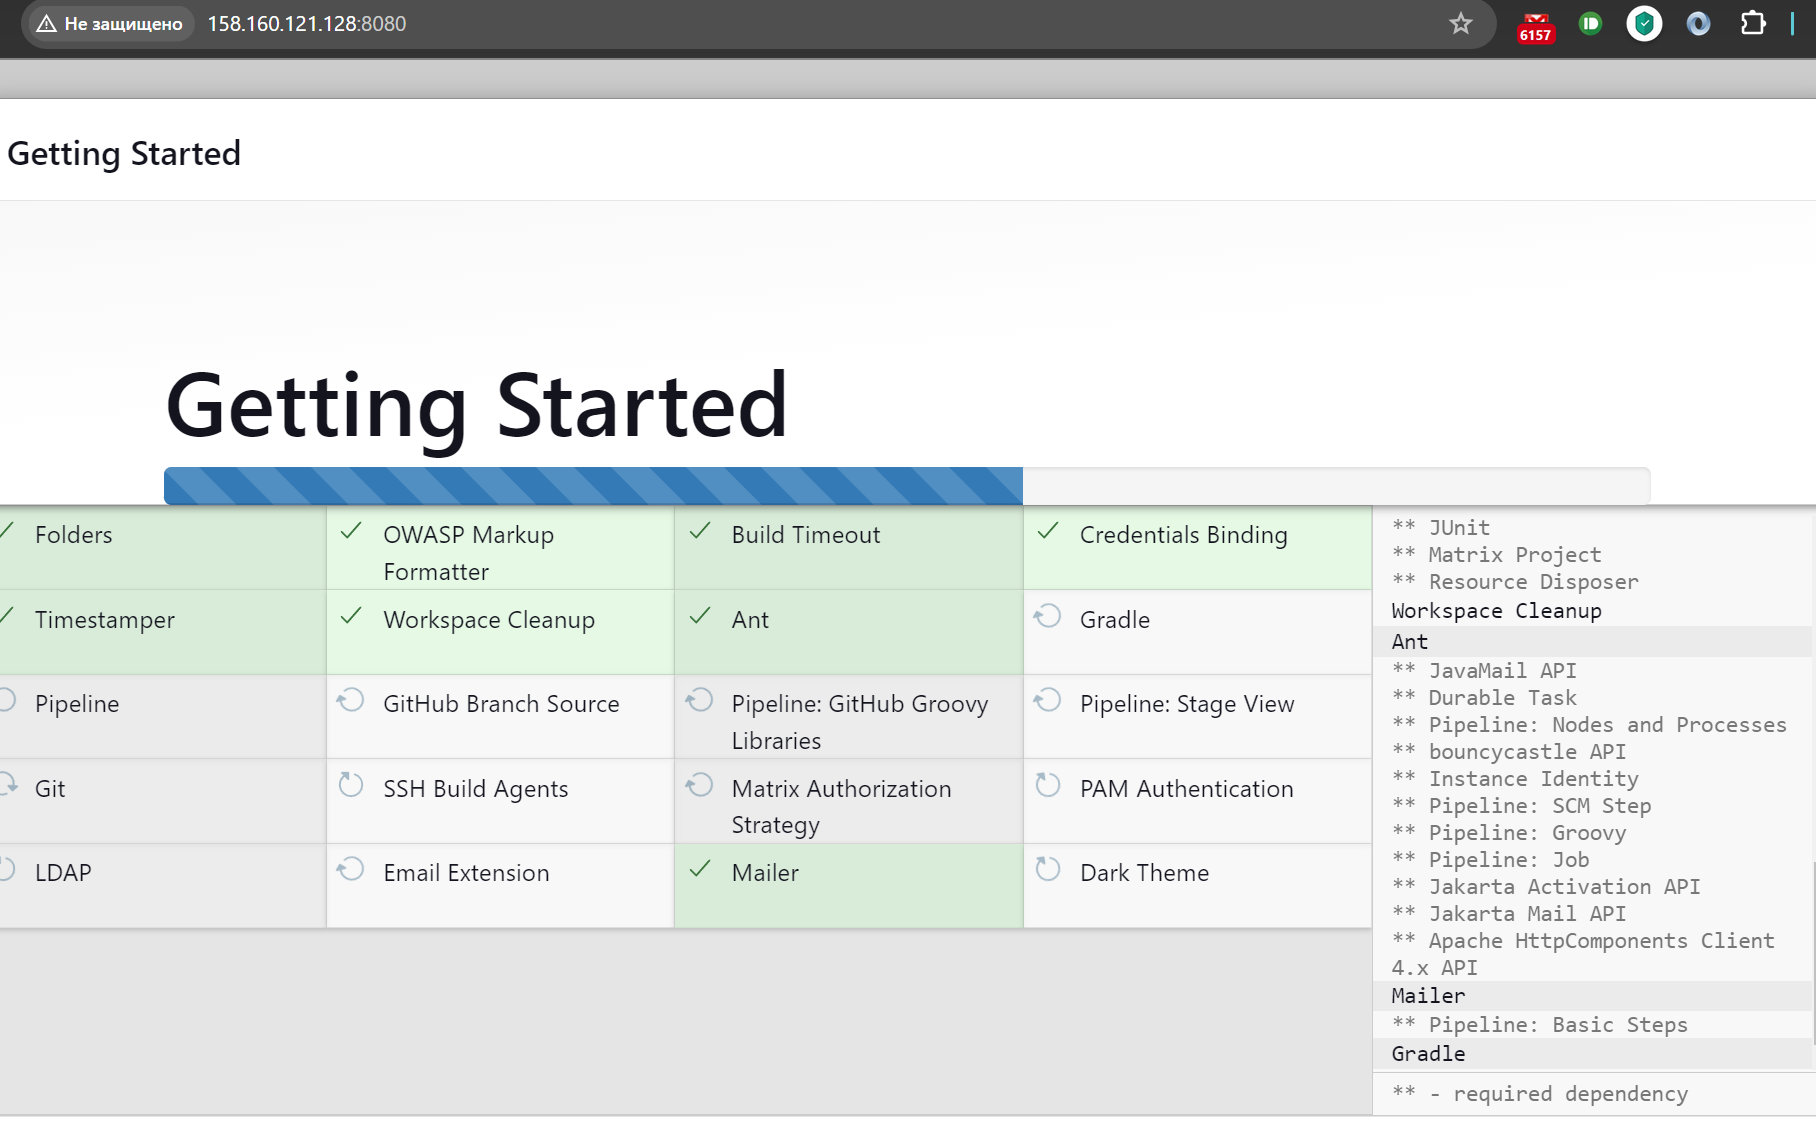 Не защищено 158.160.121.128:8080
6157
Getting Started
Getting Started
Folders
OWASP Markup
Formatter
Build Timeout
Credentials Binding
Timestamper
Workspace Cleanup
Ant
Gradle
Pipeline
GitHub Branch Source
Pipeline: GitHub Groovy
Libraries
Pipeline: Stage View
Git
SSH Build Agents
Matrix Authorization
Strategy
PAM Authentication
LDAP
Email Extension
Mailer
Dark Theme
** JUnit
** Matrix Project
** Resource Disposer
Workspace Cleanup
Ant
** JavaMail API
** Durable Task
** Pipeline: Nodes and Processes
** bouncycastle API
** Instance Identity
** Pipeline: SCM Step
** Pipeline: Groovy
** Pipeline: Job
** Jakarta Activation API
** Jakarta Mail API
** Apache HttpComponents Client
4.x API
Mailer
** Pipeline: Basic Steps
Gradle
** - required dependency